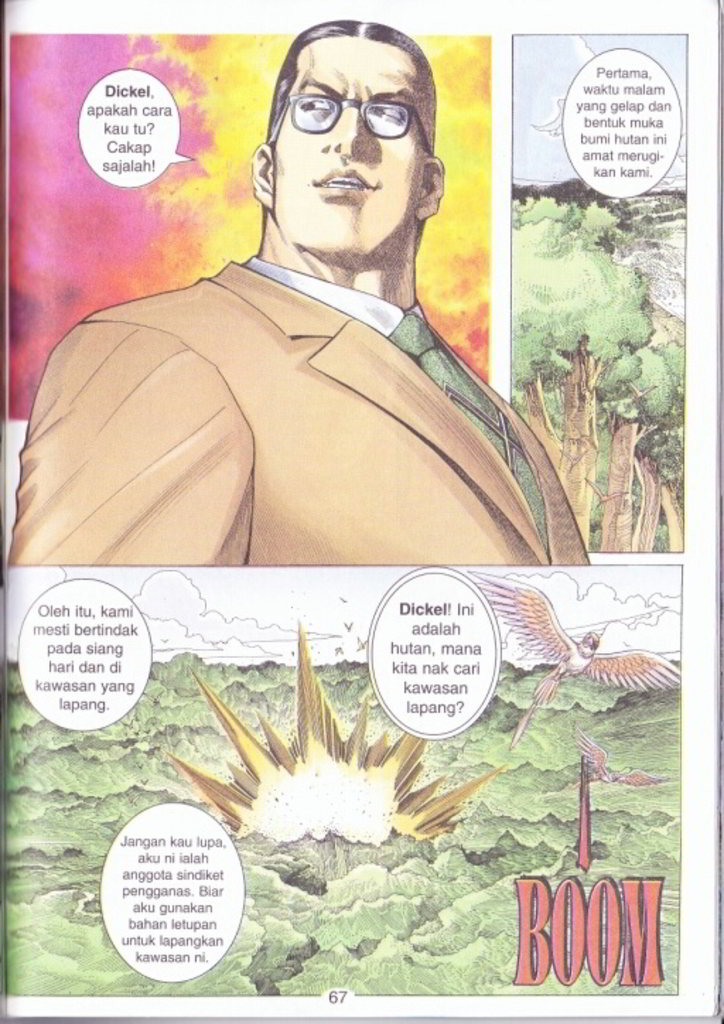 Dickel,
apakah cara
kau tu?
Cakap
sajalah!
Pertama,
waktu malam
yang gelap dan
bentuk muka
bumi hutan ini
amat merugi-
kan kami.
Oleh itu, kami
mesti bertindak
pada siang
hari dan di
kawasan yang
lapang.
Dickel! Ini
adalah
hutan, mana
kita nak cari
kawasan
lapang?
Jangan kau lupa,
aku ni ialah
anggota sindiket
pengganas. Biar
aku gunakan
bahan letupan
untuk lapangkan
kawasan ni.
BOOM
67